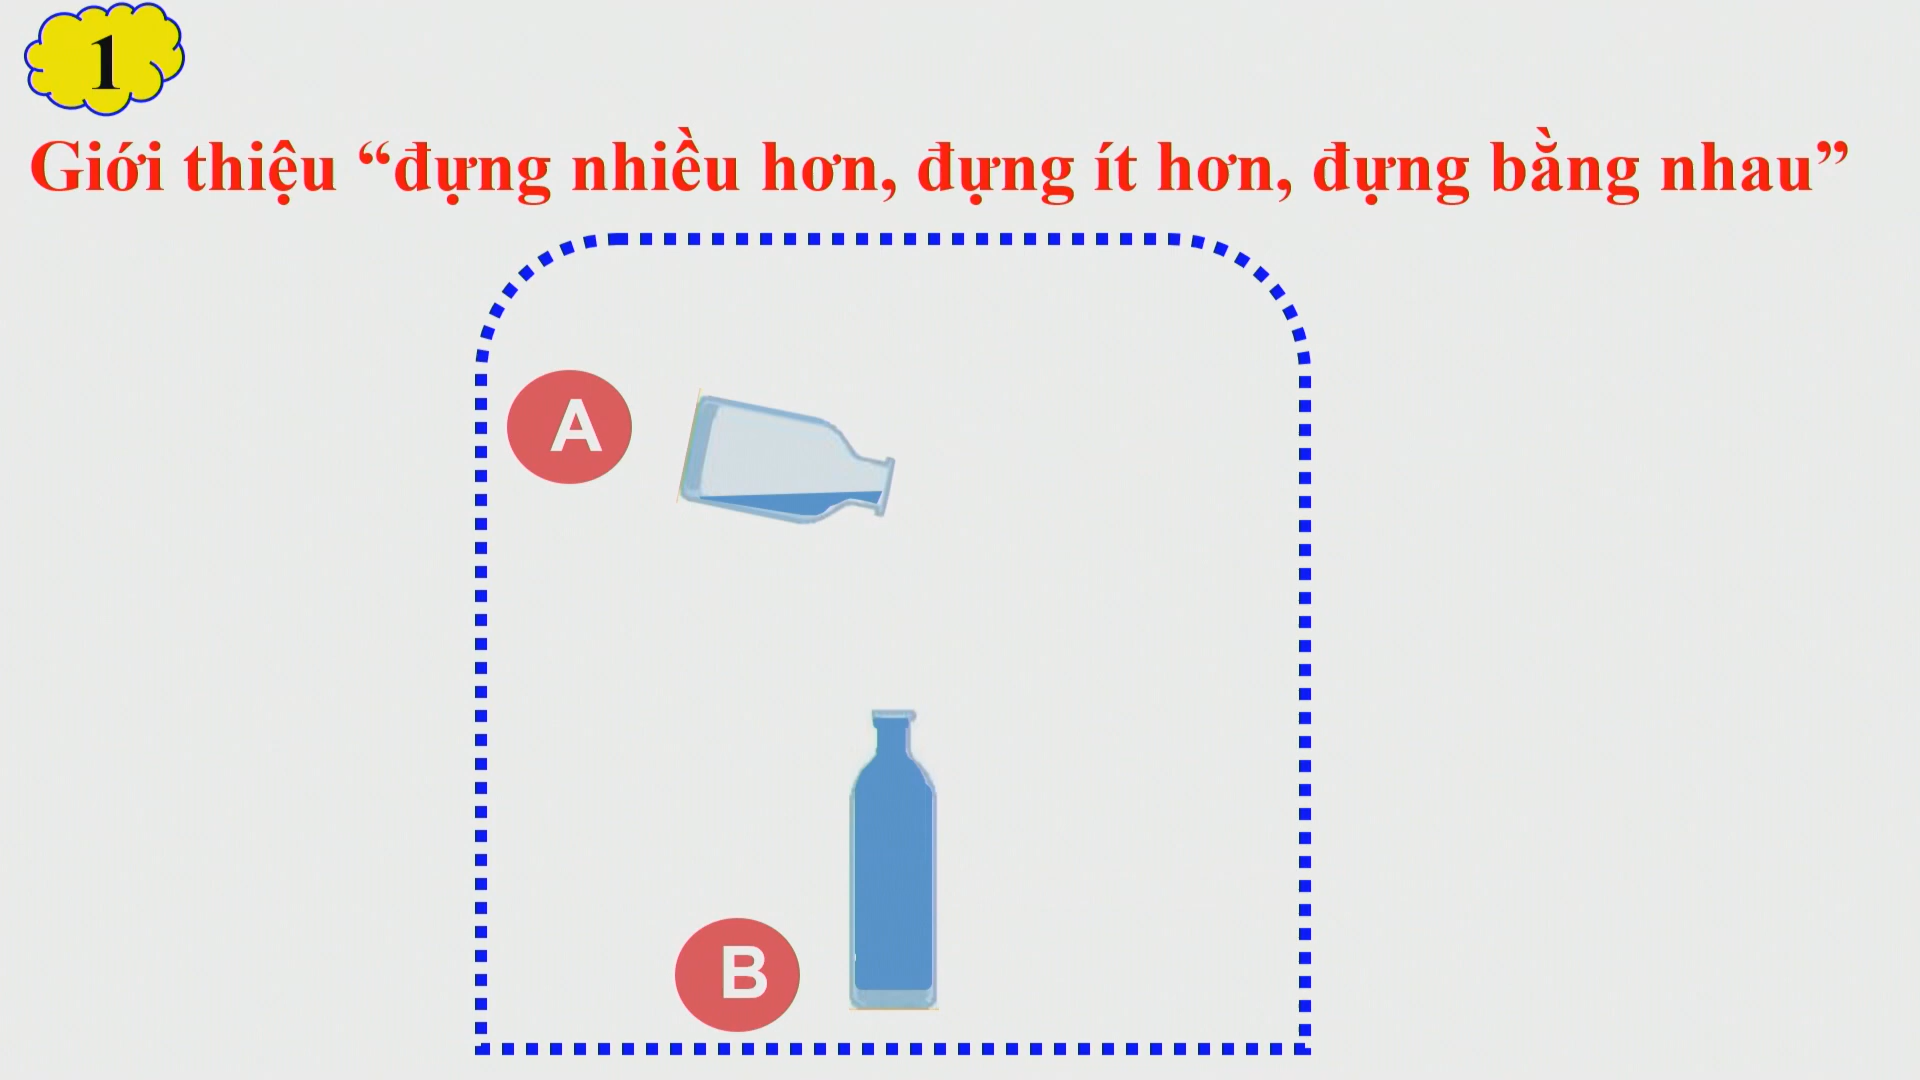 1
Giới thiệu “đựng nhiều hơn, đựng ít hơn, đựng bằng nhau”
A
B